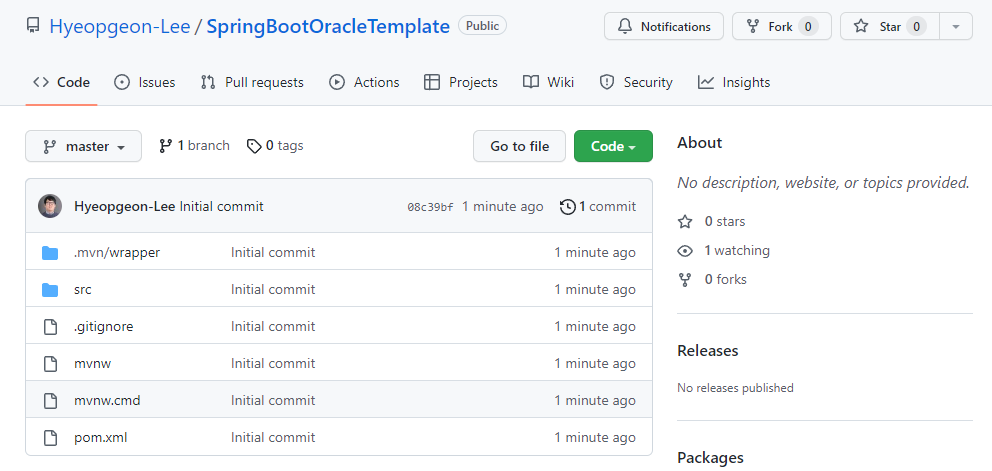 Hyeopgeon-Lee / SpringBootOracleTemplate Public Notifications Fork 0 Star 0
Code Issues Pull requests Actions Projects Wiki Security Insights
master 1 branch 0 tags Go to file Code
Hyeopgeon-Lee Initial commit 08c39bf 1 minute ago 1 commit
.mvn/wrapper Initial commit 1 minute ago
src Initial commit 1 minute ago
.gitignore Initial commit 1 minute ago
mvnw Initial commit 1 minute ago
mvnw.cmd Initial commit 1 minute ago
pom.xml Initial commit 1 minute ago
About
No description, website, or topics provided.
0 stars
1 watching
0 forks
Releases
No releases published
Packages